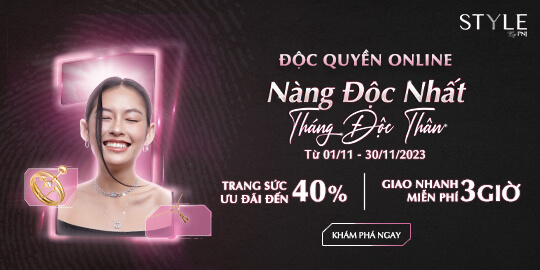 STYLE
By PNJ
ĐỘC QUYỀN ONLINE
Nàng Độc Nhất
Tháng Độc Thân
Từ 01/11 - 30/11/2023
TRANG SỨC
ƯU ĐÃI ĐẾN 40%
GIAO NHANH
MIỄN PHÍ 3GIỜ
KHÁM PHÁ NGAY